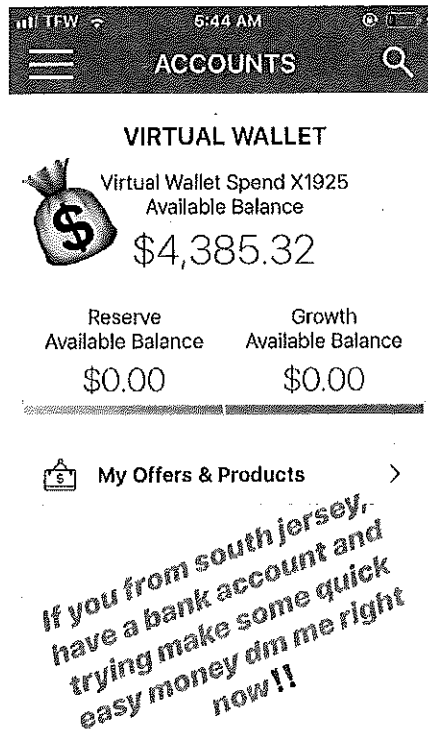 TFW 5:44 AM
ACCOUNTS
VIRTUAL WALLET
Virtual Wallet Spend X1925
Available Balance
$4,385.32
$
Reserve Growth
Available Balance Available Balance
$0.00 $0.00
$ My Offers & Products >
If you from south jersey,
have a bank account and
trying make some quick
easy money dm me right
now!!